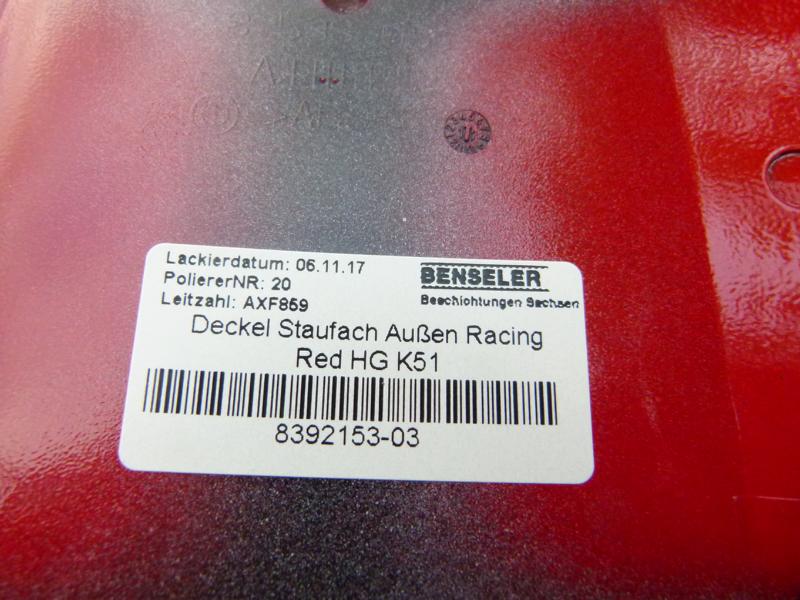 Lackierdatum: 06.11.17
PoliererNR: 20
Leitzahl: AXF859
BENSELER
Beschichtungen Sachsen
Deckel Staufach Außen Racing
Red HG K51
8392153-03